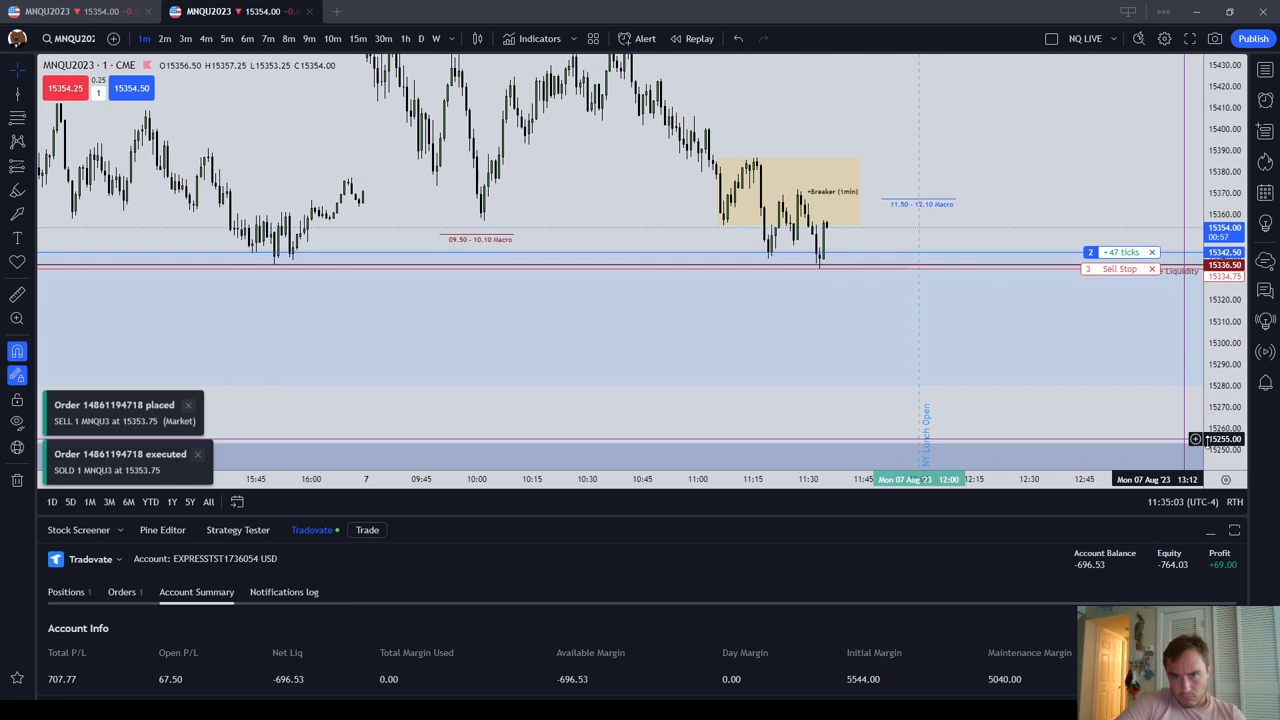 MNQU2023 15354.00 -0.0
MNQU2023 15354.00 -0.0
MNQU202
1m 2m 3m 4m 5m 6m 7m 8m 9m 10m 15m 30m 1h D W
Indicators
Alert
Replay
NQ LIVE
Publish
MNQU2023 · 1 · CME O15356.50 H15357.25 L15353.25 C15354.00
15354.25
0.25
1
15354.50
15430.00
15420.00
15410.00
15400.00
15390.00
15380.00
15370.00
15360.00
15354.00
00:57
15342.50
15336.50
15334.75
15320.00
15310.00
15300.00
15290.00
15280.00
15270.00
15260.00
15255.00
15250.00
+Breaker (1min)
11.50 - 12.10 Macro
09.50 - 10.10 Macro
2 +47 ticks
3 Sell Stop
e Liquidity
NY Lunch Open
Order 14861194718 placed
SELL 1 MNQU3 at 15353.75 (Market)
Order 14861194718 executed
SOLD 1 MNQU3 at 15353.75
15:45 16:00 7 09:45 10:00 10:15 10:30 10:45 11:00 11:15 11:30 11:45 Mon 07 Aug '23 12:00 12:15 12:30 12:45 Mon 07 Aug '23 13:12
1D 5D 1M 3M 6M YTD 1Y 5Y All
11:35:03 (UTC-4) RTH
Stock Screener Pine Editor Strategy Tester Tradovate Trade
Tradovate Account: EXPRESSTST1736054 USD
Account Balance
-696.53
Equity
-764.03
Profit
+69.00
Positions 1 Orders 1 Account Summary Notifications log
Account Info
Total P/L Open P/L Net Liq Total Margin Used Available Margin Day Margin Initial Margin Maintenance Margin
707.77 67.50 -696.53 0.00 -696.53 0.00 5544.00 5040.00